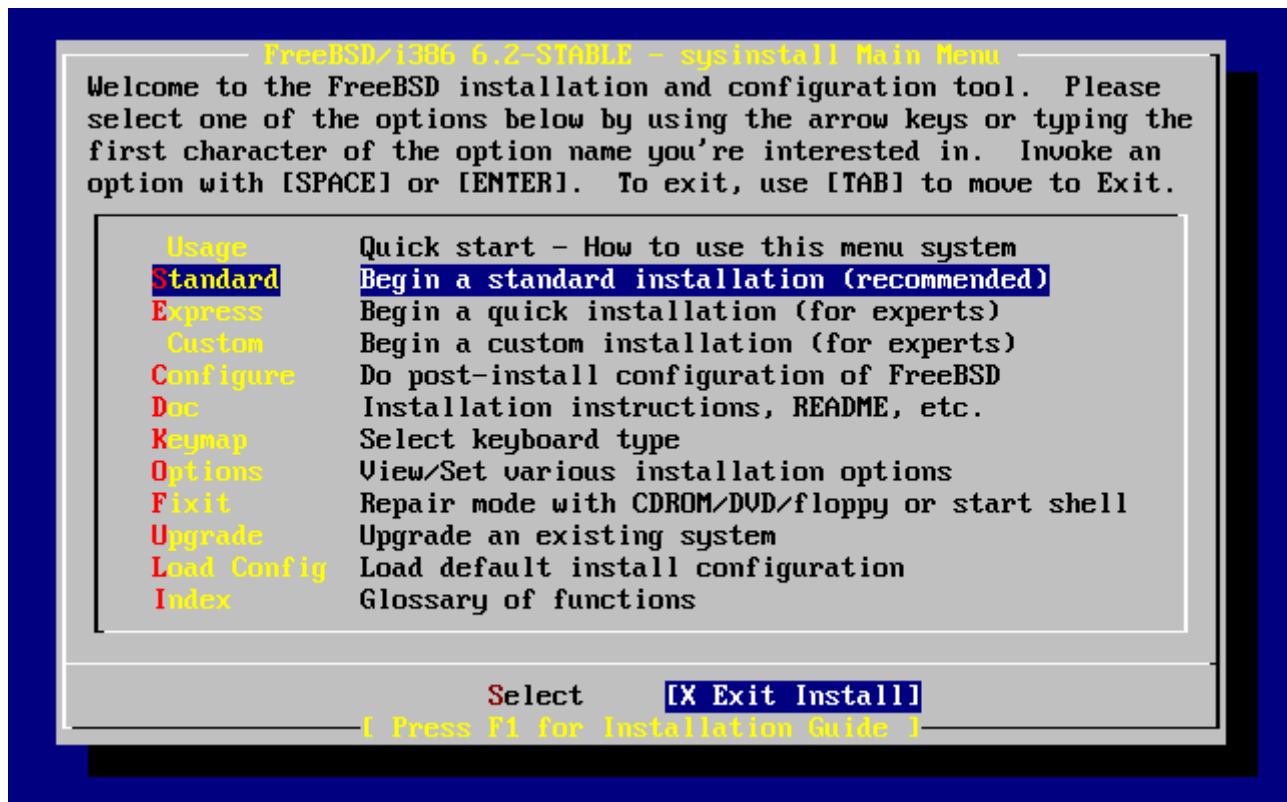 FreeBSD/i386 6.2-STABLE - sysinstall Main Menu
Welcome to the FreeBSD installation and configuration tool.  Please
select one of the options below by using the arrow keys or typing the
first character of the option name you're interested in.  Invoke an
option with [SPACE] or [ENTER].  To exit, use [TAB] to move to Exit.
Usage Quick start - How to use this menu system
Standard Begin a standard installation (recommended)
Express Begin a quick installation (for experts)
Custom Begin a custom installation (for experts)
Configure Do post-install configuration of FreeBSD
Doc Installation instructions, README, etc.
Keymap Select keyboard type
Options View/Set various installation options
Fixit Repair mode with CDROM/DVD/floppy or start shell
Upgrade Upgrade an existing system
Load Config Load default install configuration
Index Glossary of functions
Select [X Exit Install]
[ Press F1 for Installation Guide ]